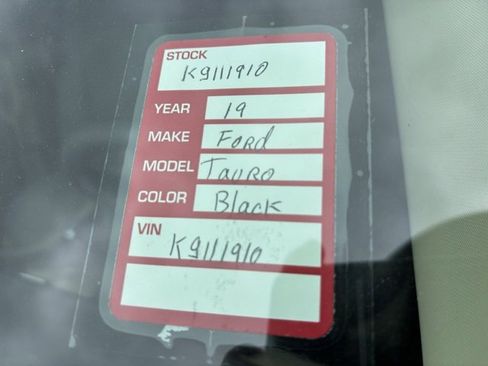 STOCK
K9111910
YEAR 19
MAKE Ford
MODEL Tauro
COLOR Black
VIN
K9111910